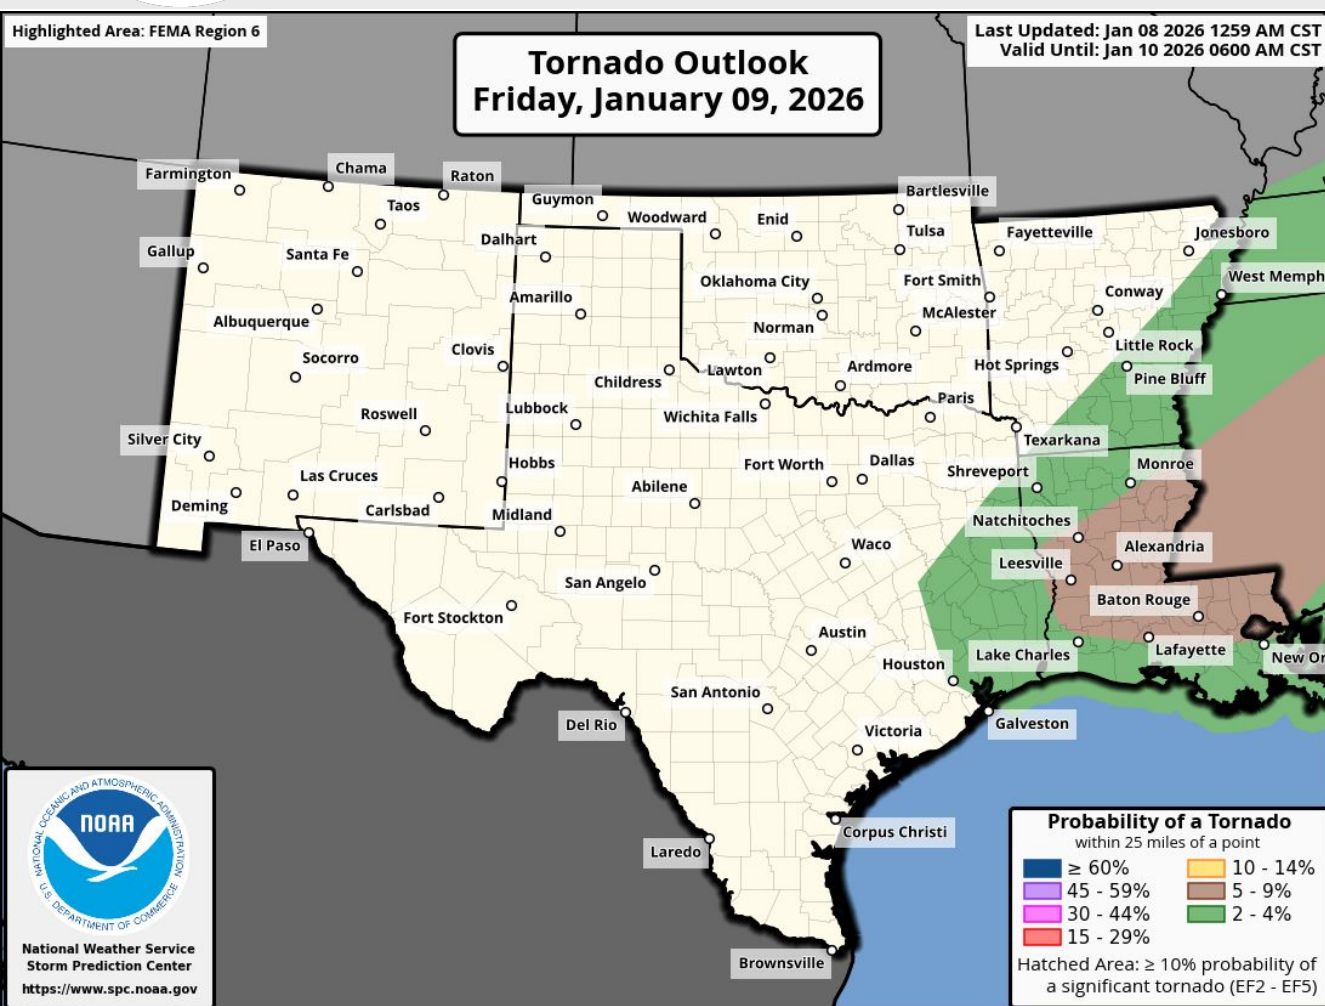 Highlighted Area: FEMA Region 6
Last Updated: Jan 08 2026 1259 AM CST
Valid Until: Jan 10 2026 0600 AM CST
Tornado Outlook
Friday, January 09, 2026
Farmington
Chama
Raton
Taos
Guymon
Woodward
Enid
Bartlesville
Tulsa
Fayetteville
Jonesboro
Gallup
Santa Fe
Dalhart
Oklahoma City
Fort Smith
West Memph
Amarillo
Conway
Albuquerque
Norman
McAlester
Little Rock
Socorro
Clovis
Childress
Lawton
Ardmore
Hot Springs
Pine Bluff
Roswell
Lubbock
Wichita Falls
Paris
Texarkana
Silver City
Las Cruces
Hobbs
Abilene
Fort Worth
Dallas
Shreveport
Monroe
Deming
Carlsbad
Midland
Natchitoches
El Paso
San Angelo
Waco
Leesville
Alexandria
Fort Stockton
Baton Rouge
Austin
Houston
Lake Charles
Lafayette
New Or
San Antonio
Del Rio
Victoria
Galveston
Laredo
Corpus Christi
Brownsville
NATIONAL OCEANIC AND ATMOSPHERIC ADMINISTRATION
NOAA
U.S. DEPARTMENT OF COMMERCE
National Weather Service
Storm Prediction Center
https://www.spc.noaa.gov
Probability of a Tornado
within 25 miles of a point
≥ 60%
10 - 14%
45 - 59%
5 - 9%
30 - 44%
2 - 4%
15 - 29%
Hatched Area: ≥ 10% probability of
a significant tornado (EF2 - EF5)